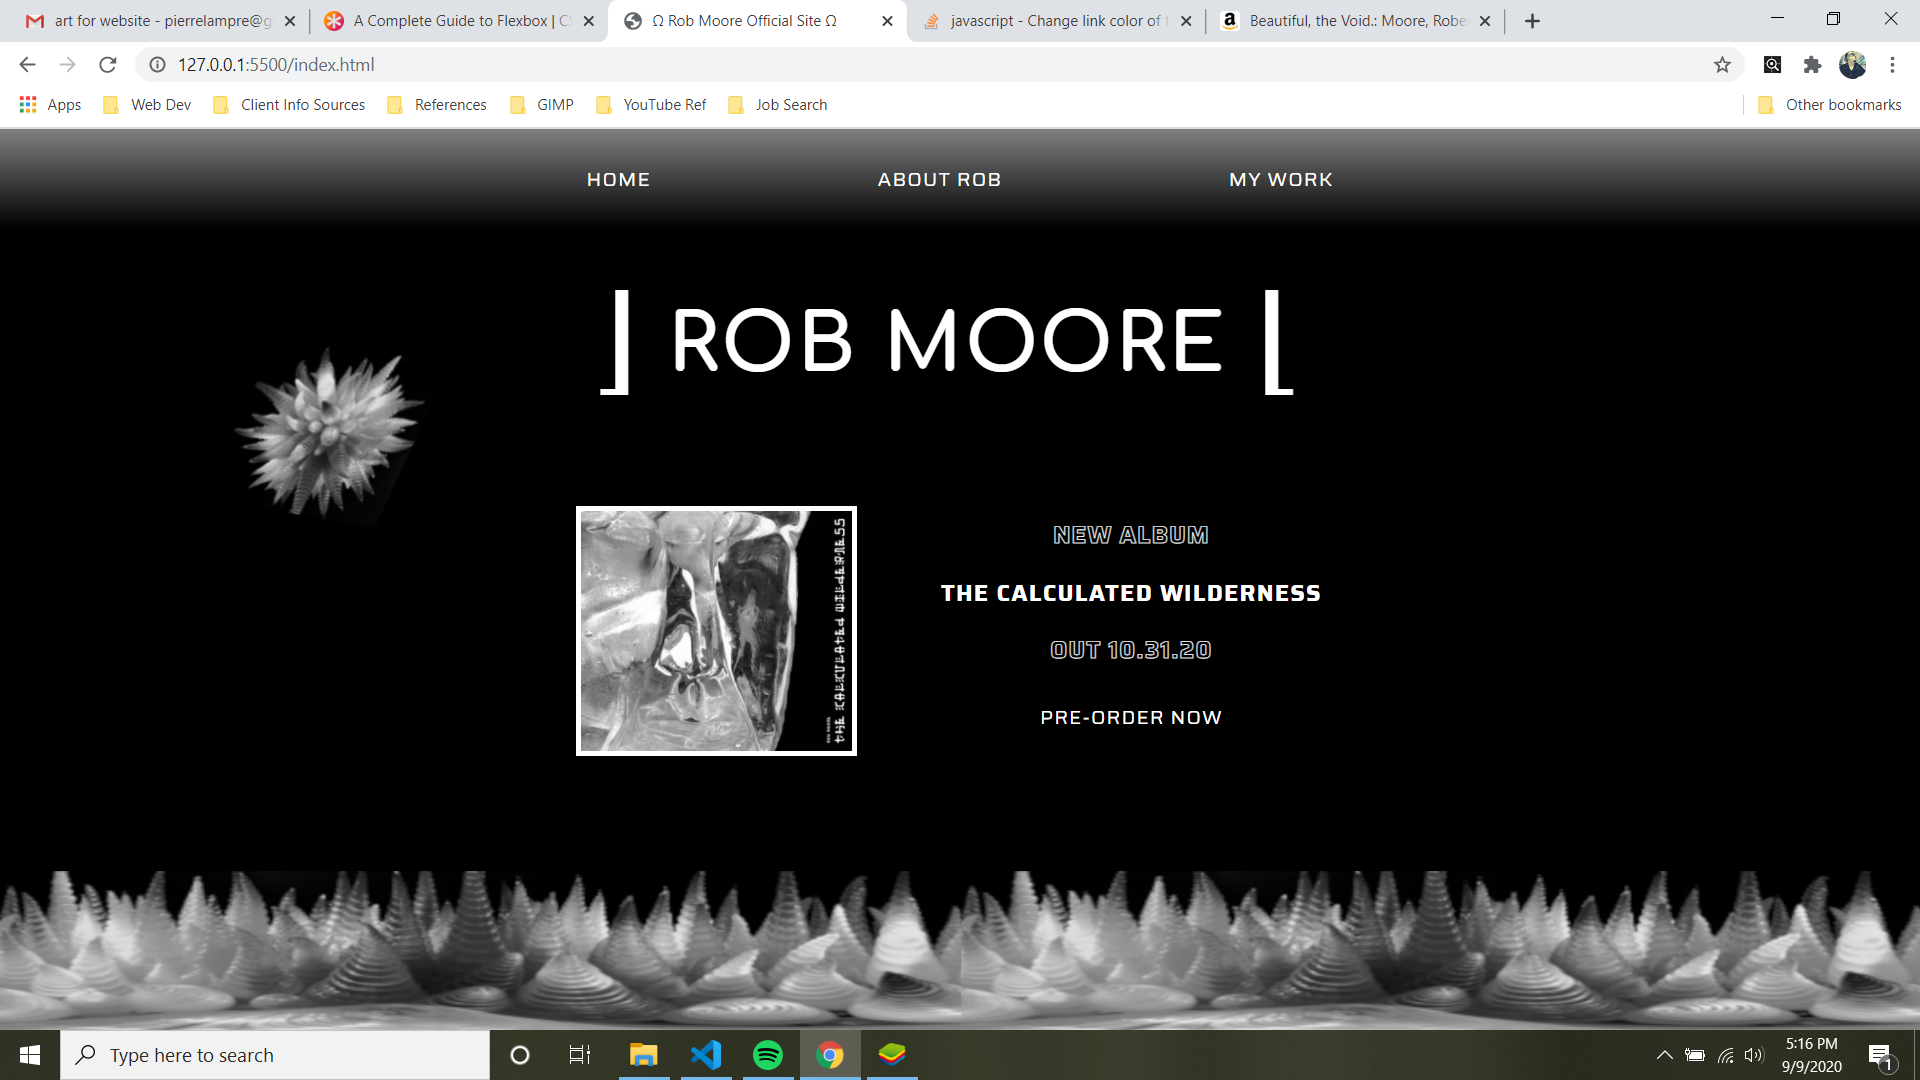 art for website - pierrelampre@g
A Complete Guide to Flexbox | CS
Ω Rob Moore Official Site Ω
javascript - Change link color of t
Beautiful, the Void.: Moore, Robe
127.0.0.1:5500/index.html
Apps
Web Dev
Client Info Sources
References
GIMP
YouTube Ref
Job Search
Other bookmarks
HOME
ABOUT ROB
MY WORK
⌋ ROB MOORE ⌊
NEW ALBUM
THE CALCULATED WILDERNESS
OUT 10.31.20
PRE-ORDER NOW
Type here to search
5:16 PM
9/9/2020
1